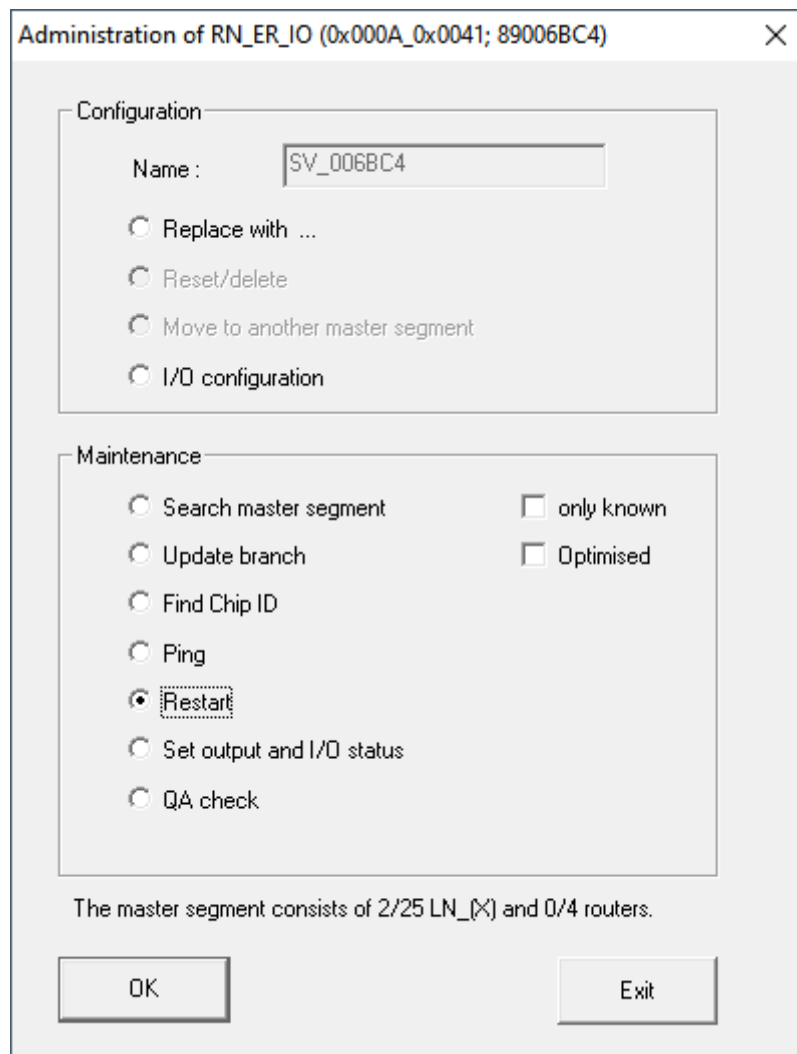 Administration of RN_ER_IO (0x000A_0x0041; 89006BC4)
Configuration
Name : SV_006BC4
Replace with ...
Reset/delete
Move to another master segment
I/O configuration
Maintenance
Search master segment only known
Update branch Optimised
Find Chip ID
Ping
Restart
Set output and I/O status
QA check
The master segment consists of 2/25 LN_(X) and 0/4 routers.
OK Exit